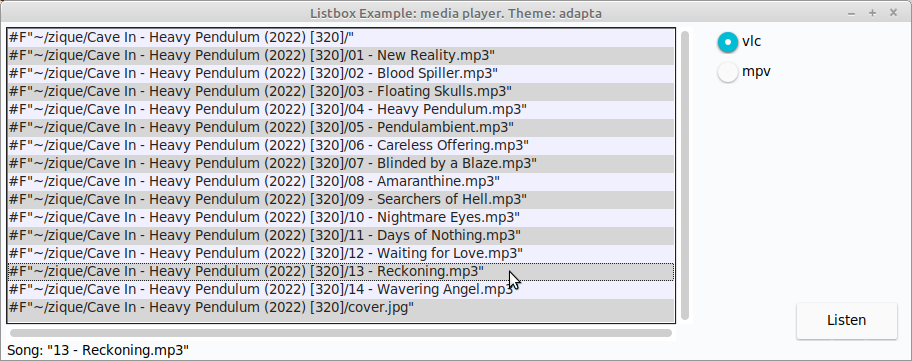 Listbox Example: media player. Theme: adapta
#F"~/zique/Cave In - Heavy Pendulum (2022) [320]/"
#F"~/zique/Cave In - Heavy Pendulum (2022) [320]/01 - New Reality.mp3"
#F"~/zique/Cave In - Heavy Pendulum (2022) [320]/02 - Blood Spiller.mp3"
#F"~/zique/Cave In - Heavy Pendulum (2022) [320]/03 - Floating Skulls.mp3"
#F"~/zique/Cave In - Heavy Pendulum (2022) [320]/04 - Heavy Pendulum.mp3"
#F"~/zique/Cave In - Heavy Pendulum (2022) [320]/05 - Pendulambient.mp3"
#F"~/zique/Cave In - Heavy Pendulum (2022) [320]/06 - Careless Offering.mp3"
#F"~/zique/Cave In - Heavy Pendulum (2022) [320]/07 - Blinded by a Blaze.mp3"
#F"~/zique/Cave In - Heavy Pendulum (2022) [320]/08 - Amaranthine.mp3"
#F"~/zique/Cave In - Heavy Pendulum (2022) [320]/09 - Searchers of Hell.mp3"
#F"~/zique/Cave In - Heavy Pendulum (2022) [320]/10 - Nightmare Eyes.mp3"
#F"~/zique/Cave In - Heavy Pendulum (2022) [320]/11 - Days of Nothing.mp3"
#F"~/zique/Cave In - Heavy Pendulum (2022) [320]/12 - Waiting for Love.mp3"
#F"~/zique/Cave In - Heavy Pendulum (2022) [320]/13 - Reckoning.mp3"
#F"~/zique/Cave In - Heavy Pendulum (2022) [320]/14 - Wavering Angel.mp3"
#F"~/zique/Cave In - Heavy Pendulum (2022) [320]/cover.jpg"
vlc
mpv
Listen
Song: "13 - Reckoning.mp3"